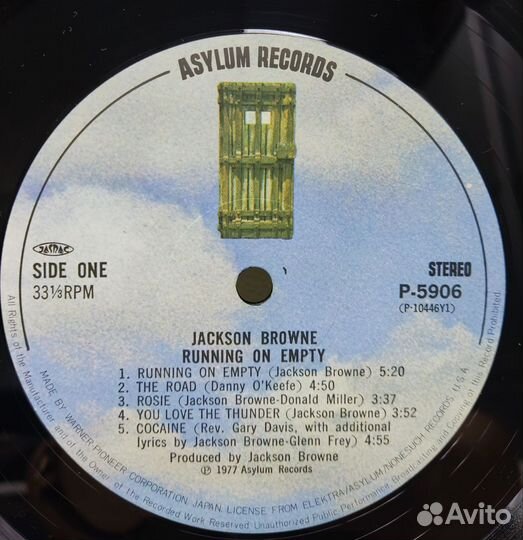 ASYLUM RECORDS
JASRAC
SIDE ONE
33⅓RPM
STEREO
P-5906
(P-10446Y1)
JACKSON BROWNE
RUNNING ON EMPTY
1. RUNNING ON EMPTY (Jackson Browne) 5:20
2. THE ROAD (Danny O'Keefe) 4:50
3. ROSIE (Jackson Browne-Donald Miller) 3:37
4. YOU LOVE THE THUNDER (Jackson Browne) 3:52
5. COCAINE (Rev. Gary Davis, with additional
lyrics by Jackson Browne-Glenn Frey) 4:55
Produced by Jackson Browne
℗ 1977 Asylum Records
MADE BY WARNER-PIONEER CORPORATION, JAPAN. LICENSE FROM ELEKTRA/ASYLUM/NONESUCH RECORDS, U.S.A.
All Rights of the Manufacturer and of the Owner of the Recorded Work Reserved. Unauthorized Public Performance, Broadcasting and Copying of this Record Prohibited.
Avito